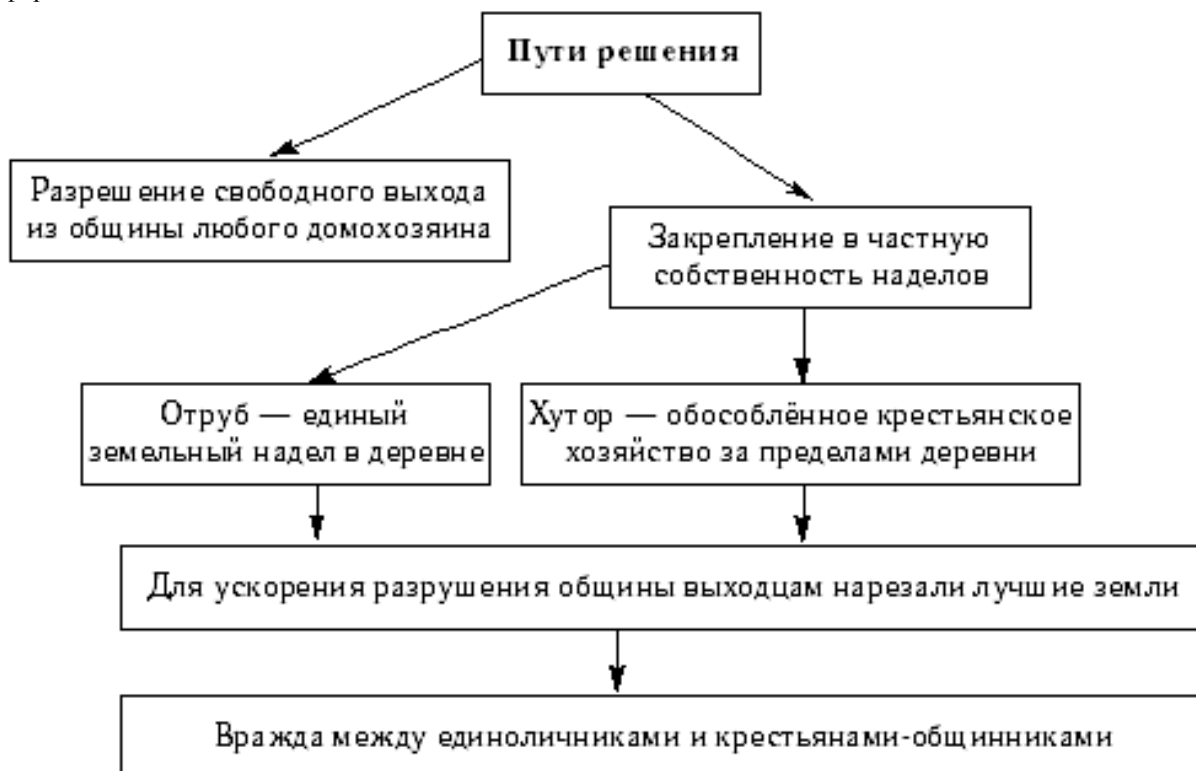 Пути решения
Разрешение свободного выхода
из общины любого домохозяина
Закрепление в частную
собственность наделов
Отруб — единый
земельный надел в деревне
Хутор — обособлённое крестьянское
хозяйство за пределами деревни
Для ускорения разрушения общины выходцам нарезали лучшие земли
Вражда между единоличниками и крестьянами-общинниками